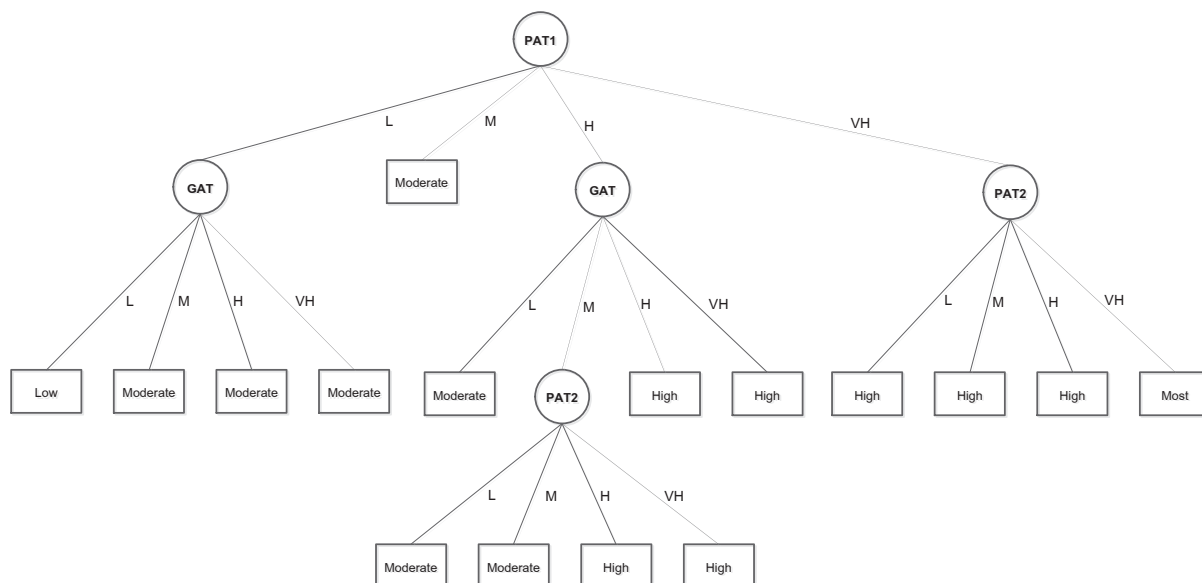 PAT1
L
M
H
VH
GAT
Moderate
GAT
PAT2
L
M
H
VH
L
M
H
VH
L
M
H
VH
Low
Moderate
Moderate
Moderate
Moderate
PAT2
High
High
High
High
High
Most
L
M
H
VH
Moderate
Moderate
High
High